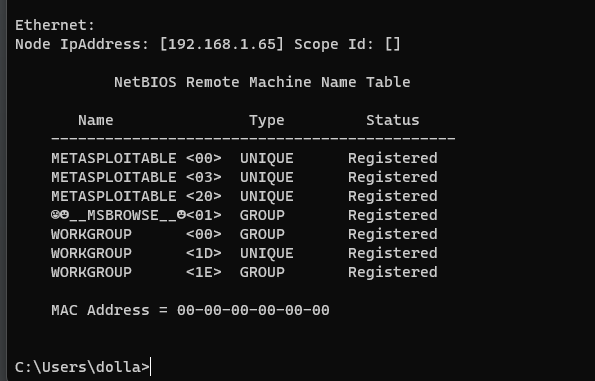 Ethernet:
Node IpAddress: [192.168.1.65] Scope Id: []
NetBIOS Remote Machine Name Table
Name Type Status
---------------------------------------------
METASPLOITABLE <00> UNIQUE Registered
METASPLOITABLE <03> UNIQUE Registered
METASPLOITABLE <20> UNIQUE Registered
☺☻__MSBROWSE__☻<01> GROUP Registered
WORKGROUP <00> GROUP Registered
WORKGROUP <1D> UNIQUE Registered
WORKGROUP <1E> GROUP Registered
MAC Address = 00-00-00-00-00-00
C:\Users\dolla>